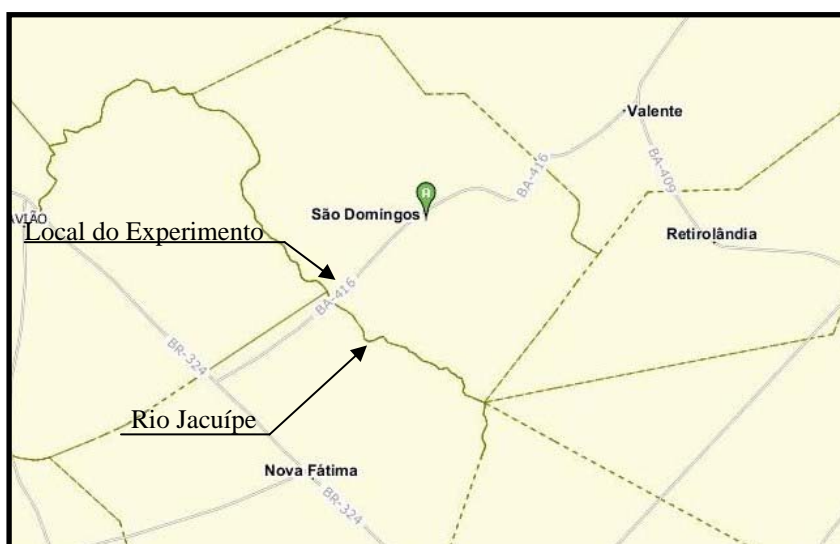 Valente
BA-416
BA-409
A
São Domingos
Retirolândia
AVIÃO
Local do Experimento
BA-416
BR-324
Rio Jacuípe
Nova Fátima
BR-324